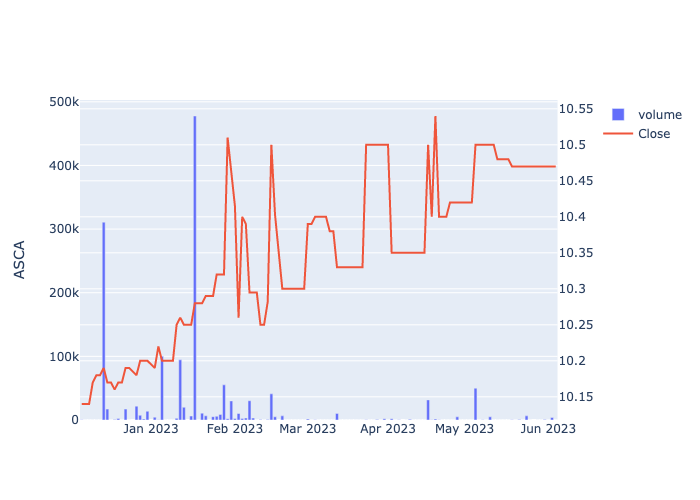 500k
400k
300k
200k
100k
0
ASCA
10.55
10.5
10.45
10.4
10.35
10.3
10.25
10.2
10.15
Jan 2023
Feb 2023
Mar 2023
Apr 2023
May 2023
Jun 2023
volume
Close